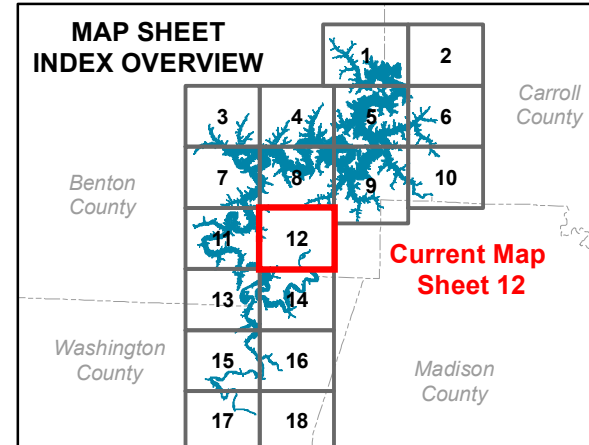 MAP SHEET
INDEX OVERVIEW
1
2
Carroll
County
3
4
5
6
Benton
County
7
8
9
10
11
12
Current Map
Sheet 12
13
14
Washington
County
15
16
Madison
County
17
18